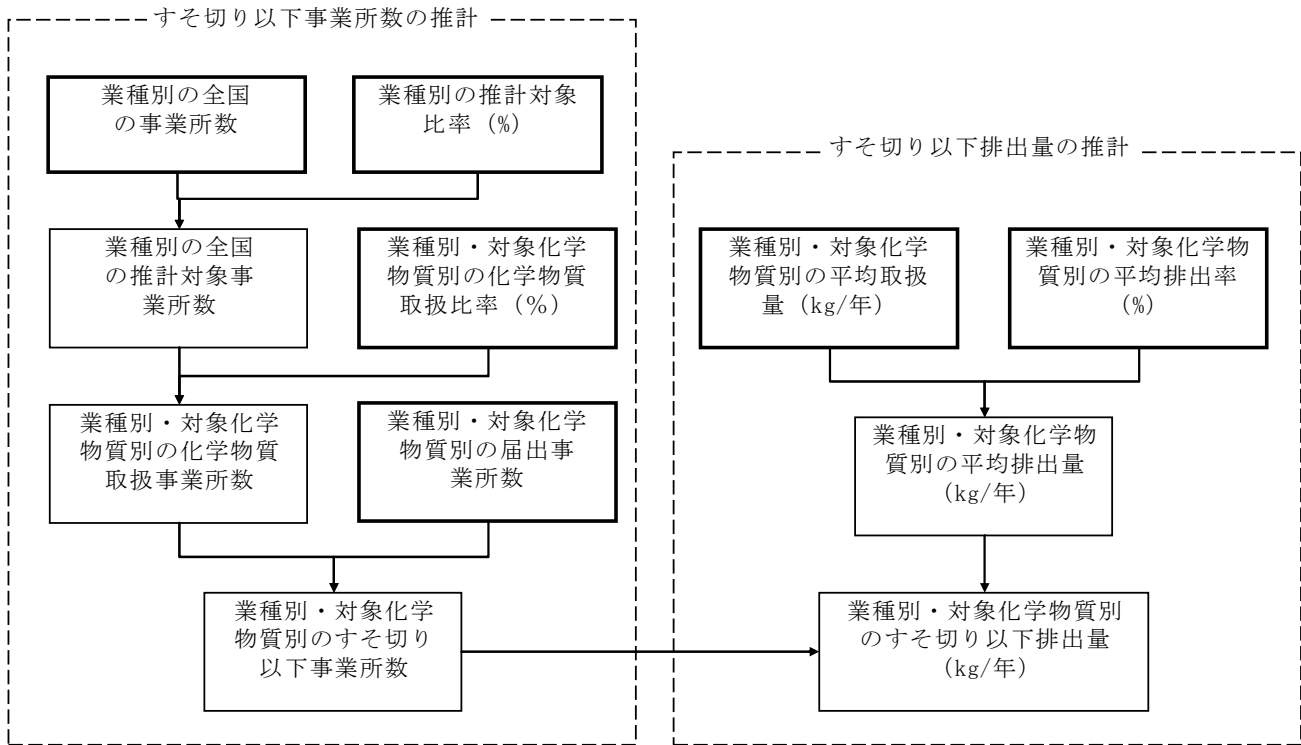 すそ切り以下事業所数の推計
業種別の全国
の事業所数
業種別の推計対象
比率 (%)
業種別の全国
の推計対象事
業所数
業種別・対象化学
物質別の化学物質
取扱比率（%）
業種別・対象化学
物質別の化学物質
取扱事業所数
業種別・対象化学
物質別の届出事
業所数
業種別・対象化学
物質別のすそ切り
以下事業所数
すそ切り以下排出量の推計
業種別・対象化学
物質別の平均取扱
量 (kg/年)
業種別・対象化学物
質別の平均排出率
(%)
業種別・対象化学物
質別の平均排出量
(kg/年)
業種別・対象化学物質別
のすそ切り以下排出量
(kg/年)